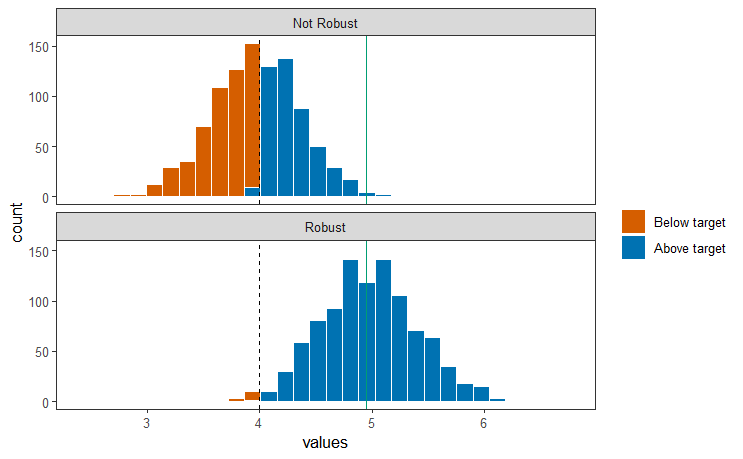 Not Robust
150
100
50
0
Robust
150
100
50
0
count
3
4
5
6
values
Below target
Above target